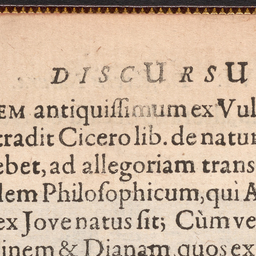 DISCURSU
EM antiquiſſimum ex Vul
tradit Cicero lib. de natur
ebet, ad allegoriam trans
lem Philosophicum, qui A
ex Jove natus ſit; Cùm ve
inem & Dianam, quos ex